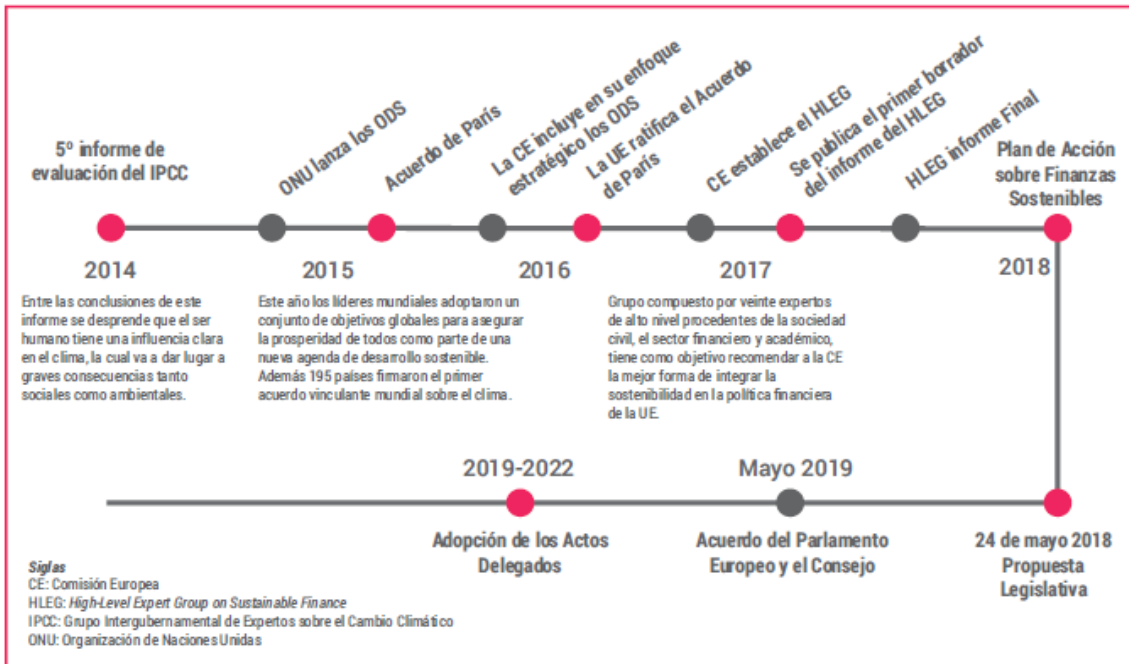 5º informe de
evaluación del IPCC
ONU lanza los ODS
Acuerdo de París
La CE incluye en su enfoque
estratégico los ODS
La UE ratifica el Acuerdo
de París
CE establece el HLEG
Se publica el primer borrador
del informe del HLEG
HLEG informe Final
Plan de Acción
sobre Finanzas
Sostenibles
2014
2015
2016
2017
2018
Entre las conclusiones de este
informe se desprende que el ser
humano tiene una influencia clara
en el clima, la cual va a dar lugar a
graves consecuencias tanto
sociales como ambientales.
Este año los líderes mundiales adoptaron un
conjunto de objetivos globales para asegurar
la prosperidad de todos como parte de una
nueva agenda de desarrollo sostenible.
Además 195 países firmaron el primer
acuerdo vinculante mundial sobre el clima.
Grupo compuesto por veinte expertos
de alto nivel procedentes de la sociedad
civil, el sector financiero y académico,
tiene como objetivo recomendar a la CE
la mejor forma de integrar la
sostenibilidad en la política financiera
de la UE.
2019-2022
Mayo 2019
Adopción de los Actos
Delegados
Acuerdo del Parlamento
Europeo y el Consejo
24 de mayo 2018
Propuesta
Legislativa
Siglas
CE: Comisión Europea
HLEG: High-Level Expert Group on Sustainable Finance
IPCC: Grupo Intergubernamental de Expertos sobre el Cambio Climático
ONU: Organización de Naciones Unidas